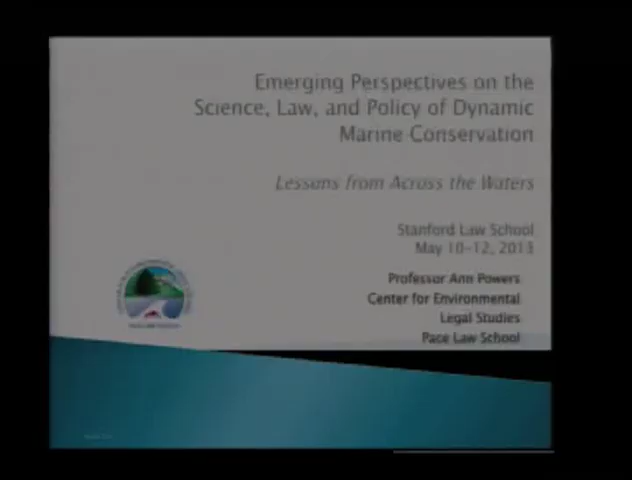 Emerging Perspectives on the
Science, Law, and Policy of Dynamic
Marine Conservation
Lessons from Across the Waters
Stanford Law School
May 10-12, 2013
Professor Ann Powers
Center for Environmental
Legal Studies
Pace Law School